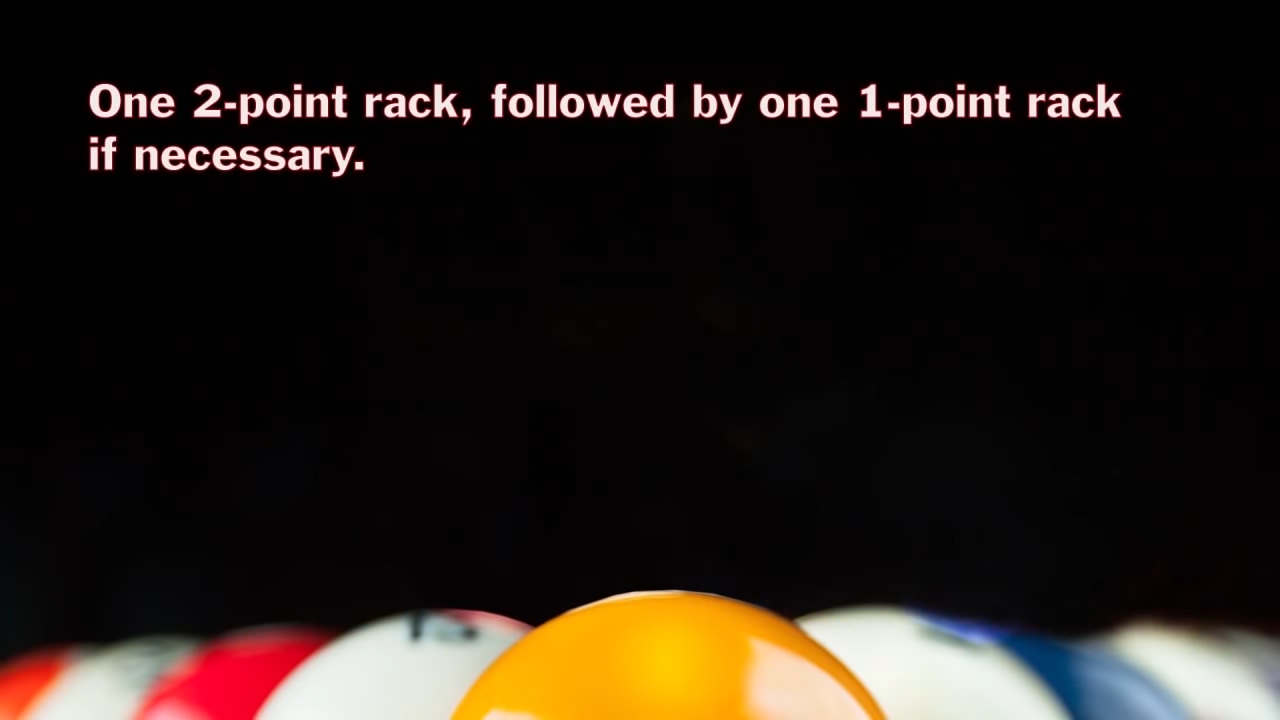 One 2-point rack, followed by one 1-point rack
if necessary.